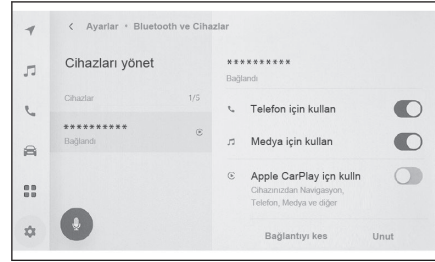 Ayarlar • Bluetooth ve Cihazlar
Cihazları yönet
Cihazlar 1/5
**********
Bağlandı
**********
Bağlandı
Telefon için kullan
Medya için kullan
Apple CarPlay içn kulln
Cihazınızdan Navigasyon,
Telefon, Medya ve diğer
Bağlantıyı kes Unut